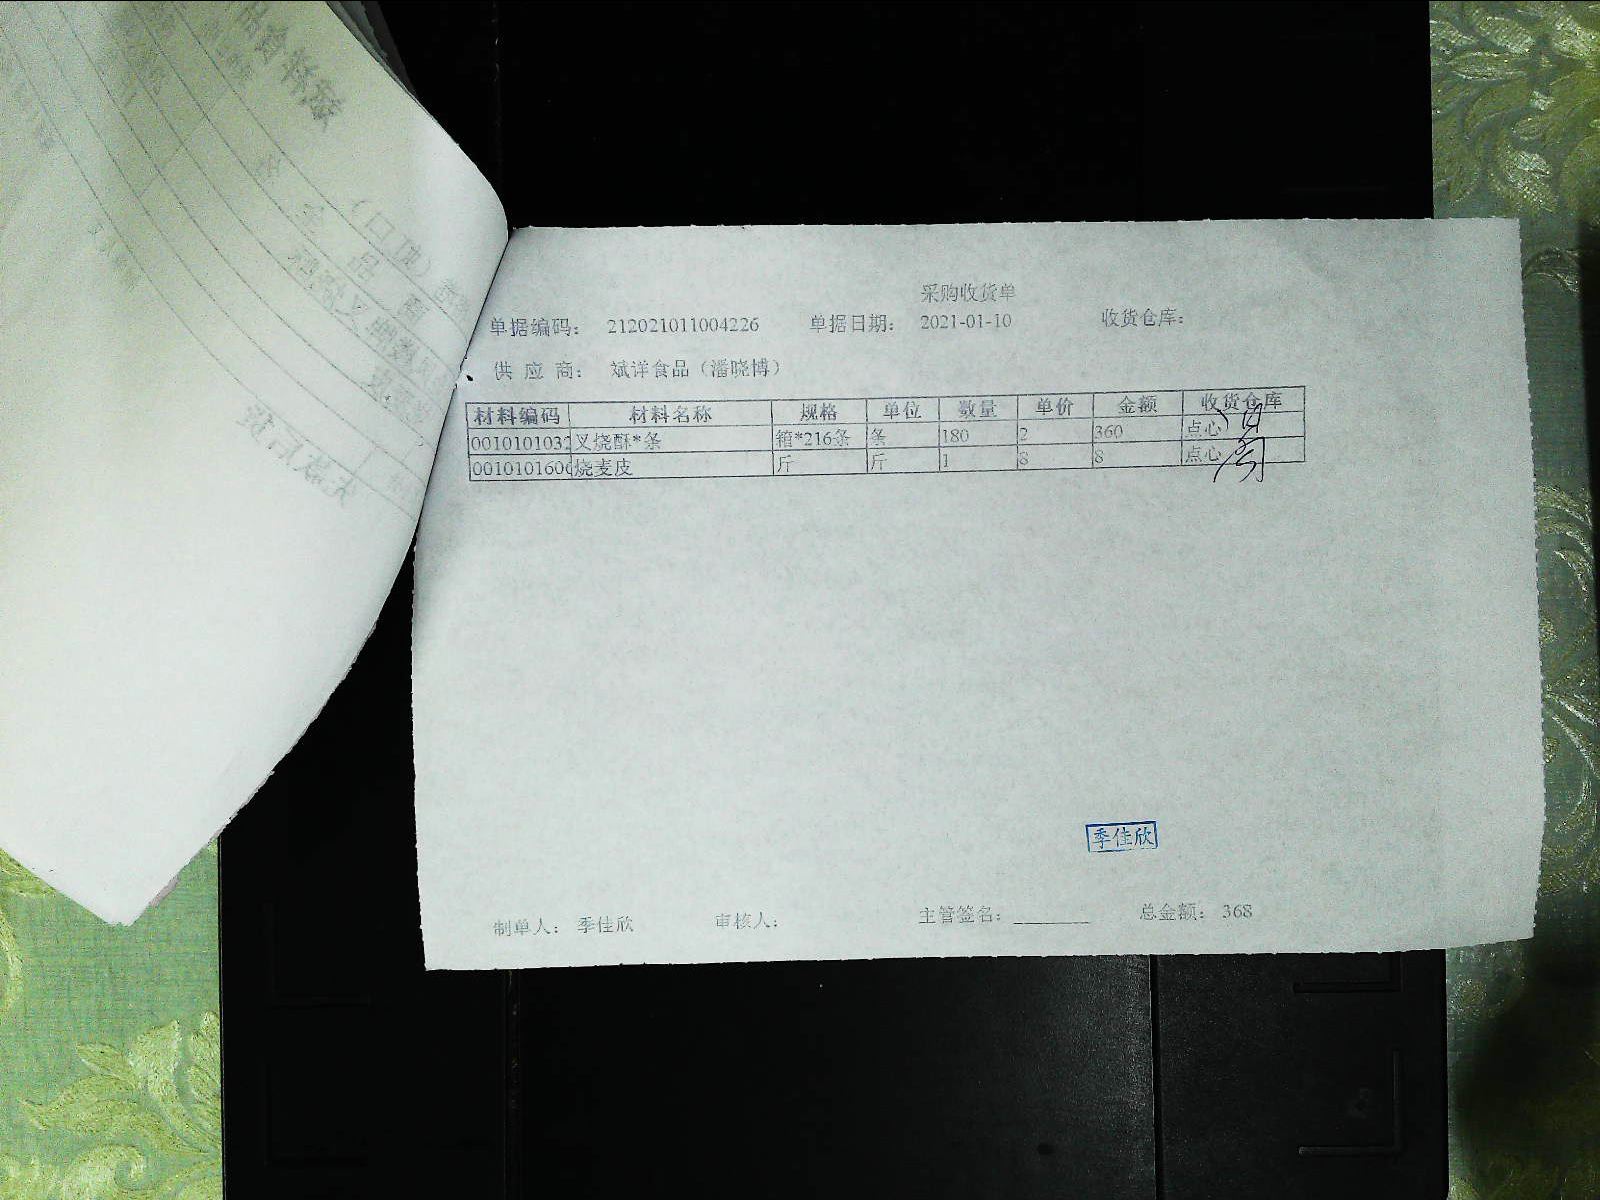 采购收货单
单据编码： 212021011004226 单据日期： 2021-01-10 收货仓库：
供 应 商： 斌洋食品（潘晓博）
材料编码 材料名称 规格 单位 数量 单价 金额 收货仓库
0010101032 叉烧酥*条 箱*216条 条 180 2 360 点心
001010160 烧麦皮 斤 斤 1 8 8 点心
季佳欣
制单人： 季佳欣 审核人： 主管签名： ________ 总金额： 368